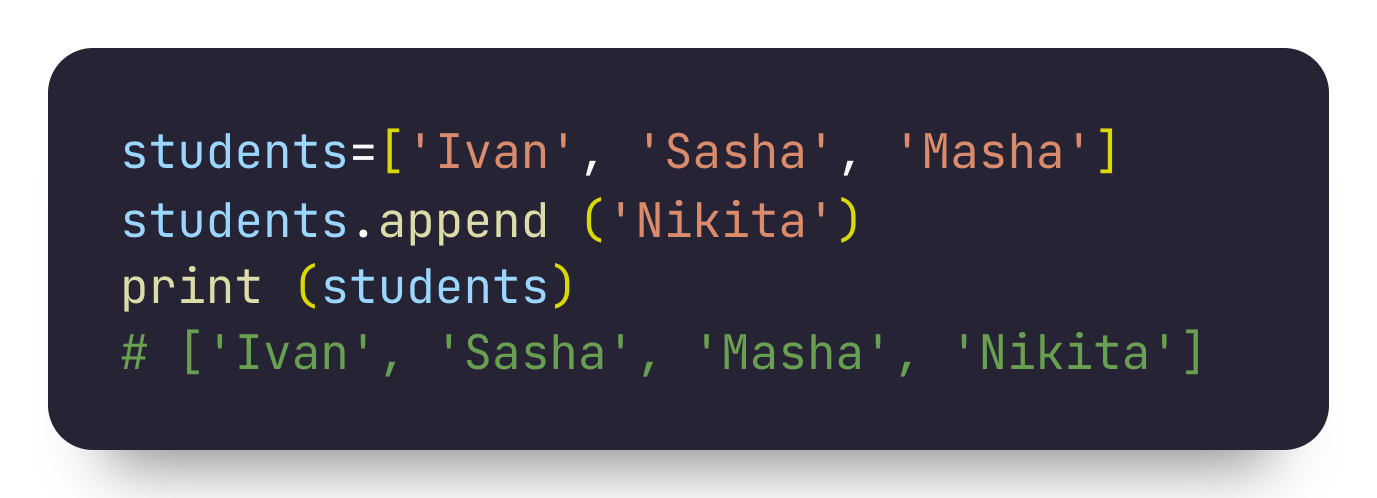 students=['Ivan', 'Sasha', 'Masha']
students.append ('Nikita')
print (students)
# ['Ivan', 'Sasha', 'Masha', 'Nikita']